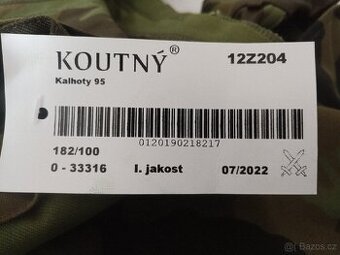 KOUTNÝ® 12Z204
Kalhoty 95
0120190218217
182/100
0 - 33316 I. jakost 07/2022
Bazos.cz